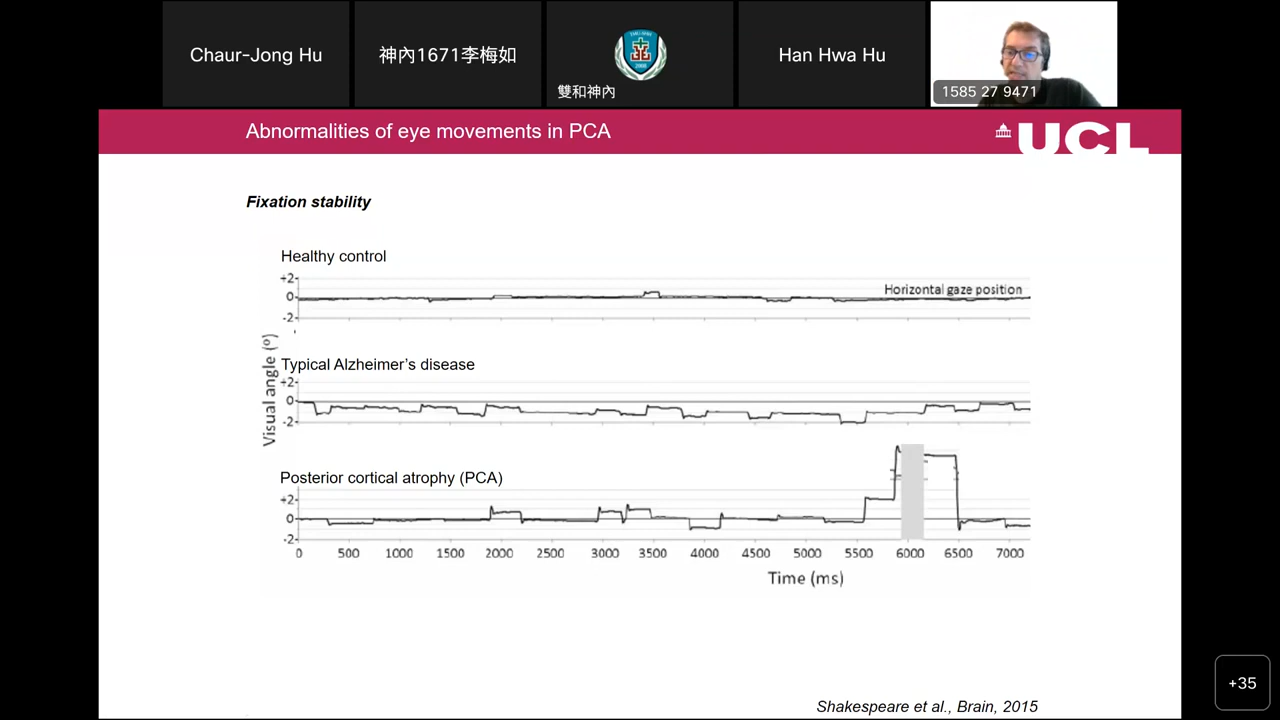 Chaur-Jong Hu
神內1671李梅如
雙和神內
Han Hwa Hu
1585 27 9471
Abnormalities of eye movements in PCA
UCL
Fixation stability
Healthy control
+2
0
-2
Horizontal gaze position
Visual angle (º)
Typical Alzheimer's disease
+2
0
-2
Posterior cortical atrophy (PCA)
+2
0
-2
0 500 1000 1500 2000 2500 3000 3500 4000 4500 5000 5500 6000 6500 7000
Time (ms)
Shakespeare et al., Brain, 2015
+35